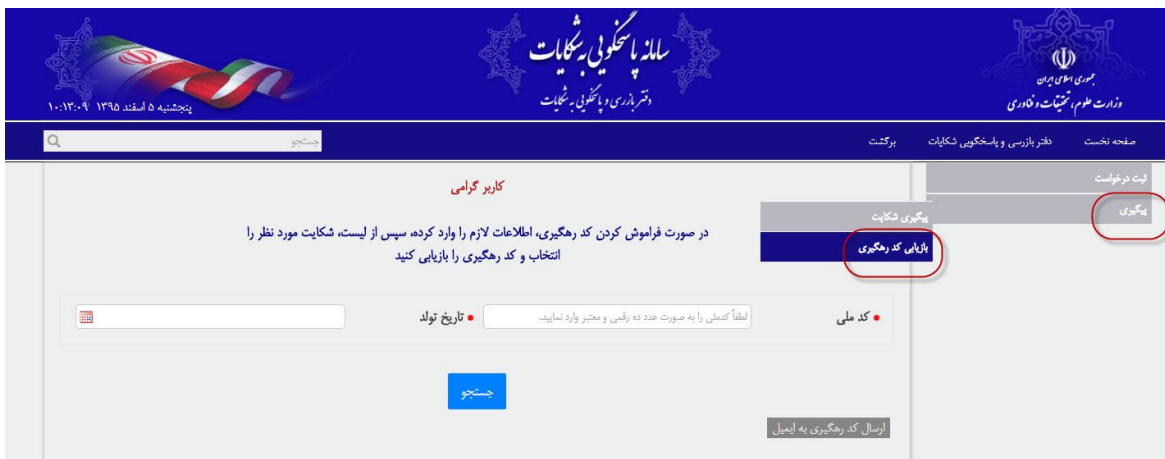 جمهوری اسلامی ایران
وزارت علوم، تحقیقات و فناوری
سامانه پاسخگویی به شکایات
دفتر بازرسی و پاسخگویی به شکایات
پنجشنبه ۵ اسفند ۱۳۹۵ ۱۰:۱۳:۰۹
صفحه نخست دفتر بازرسی و پاسخگویی شکایات برگشت جستجو
ثبت درخواست
پیگیری
پیگیری شکایت
بازیابی کد رهگیری
کاربر گرامی
در صورت فراموش کردن کد رهگیری، اطلاعات لازم را وارد کرده، سپس از لیست، شکایت مورد نظر را
انتخاب و کد رهگیری را بازیابی کنید
کد ملی لطفاً کدملی را به صورت عدد ده رقمی و معتبر وارد نمایید. تاریخ تولد
جستجو
ارسال کد رهگیری به ایمیل